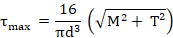 τmax = 16/πd³ (√M² + T²)